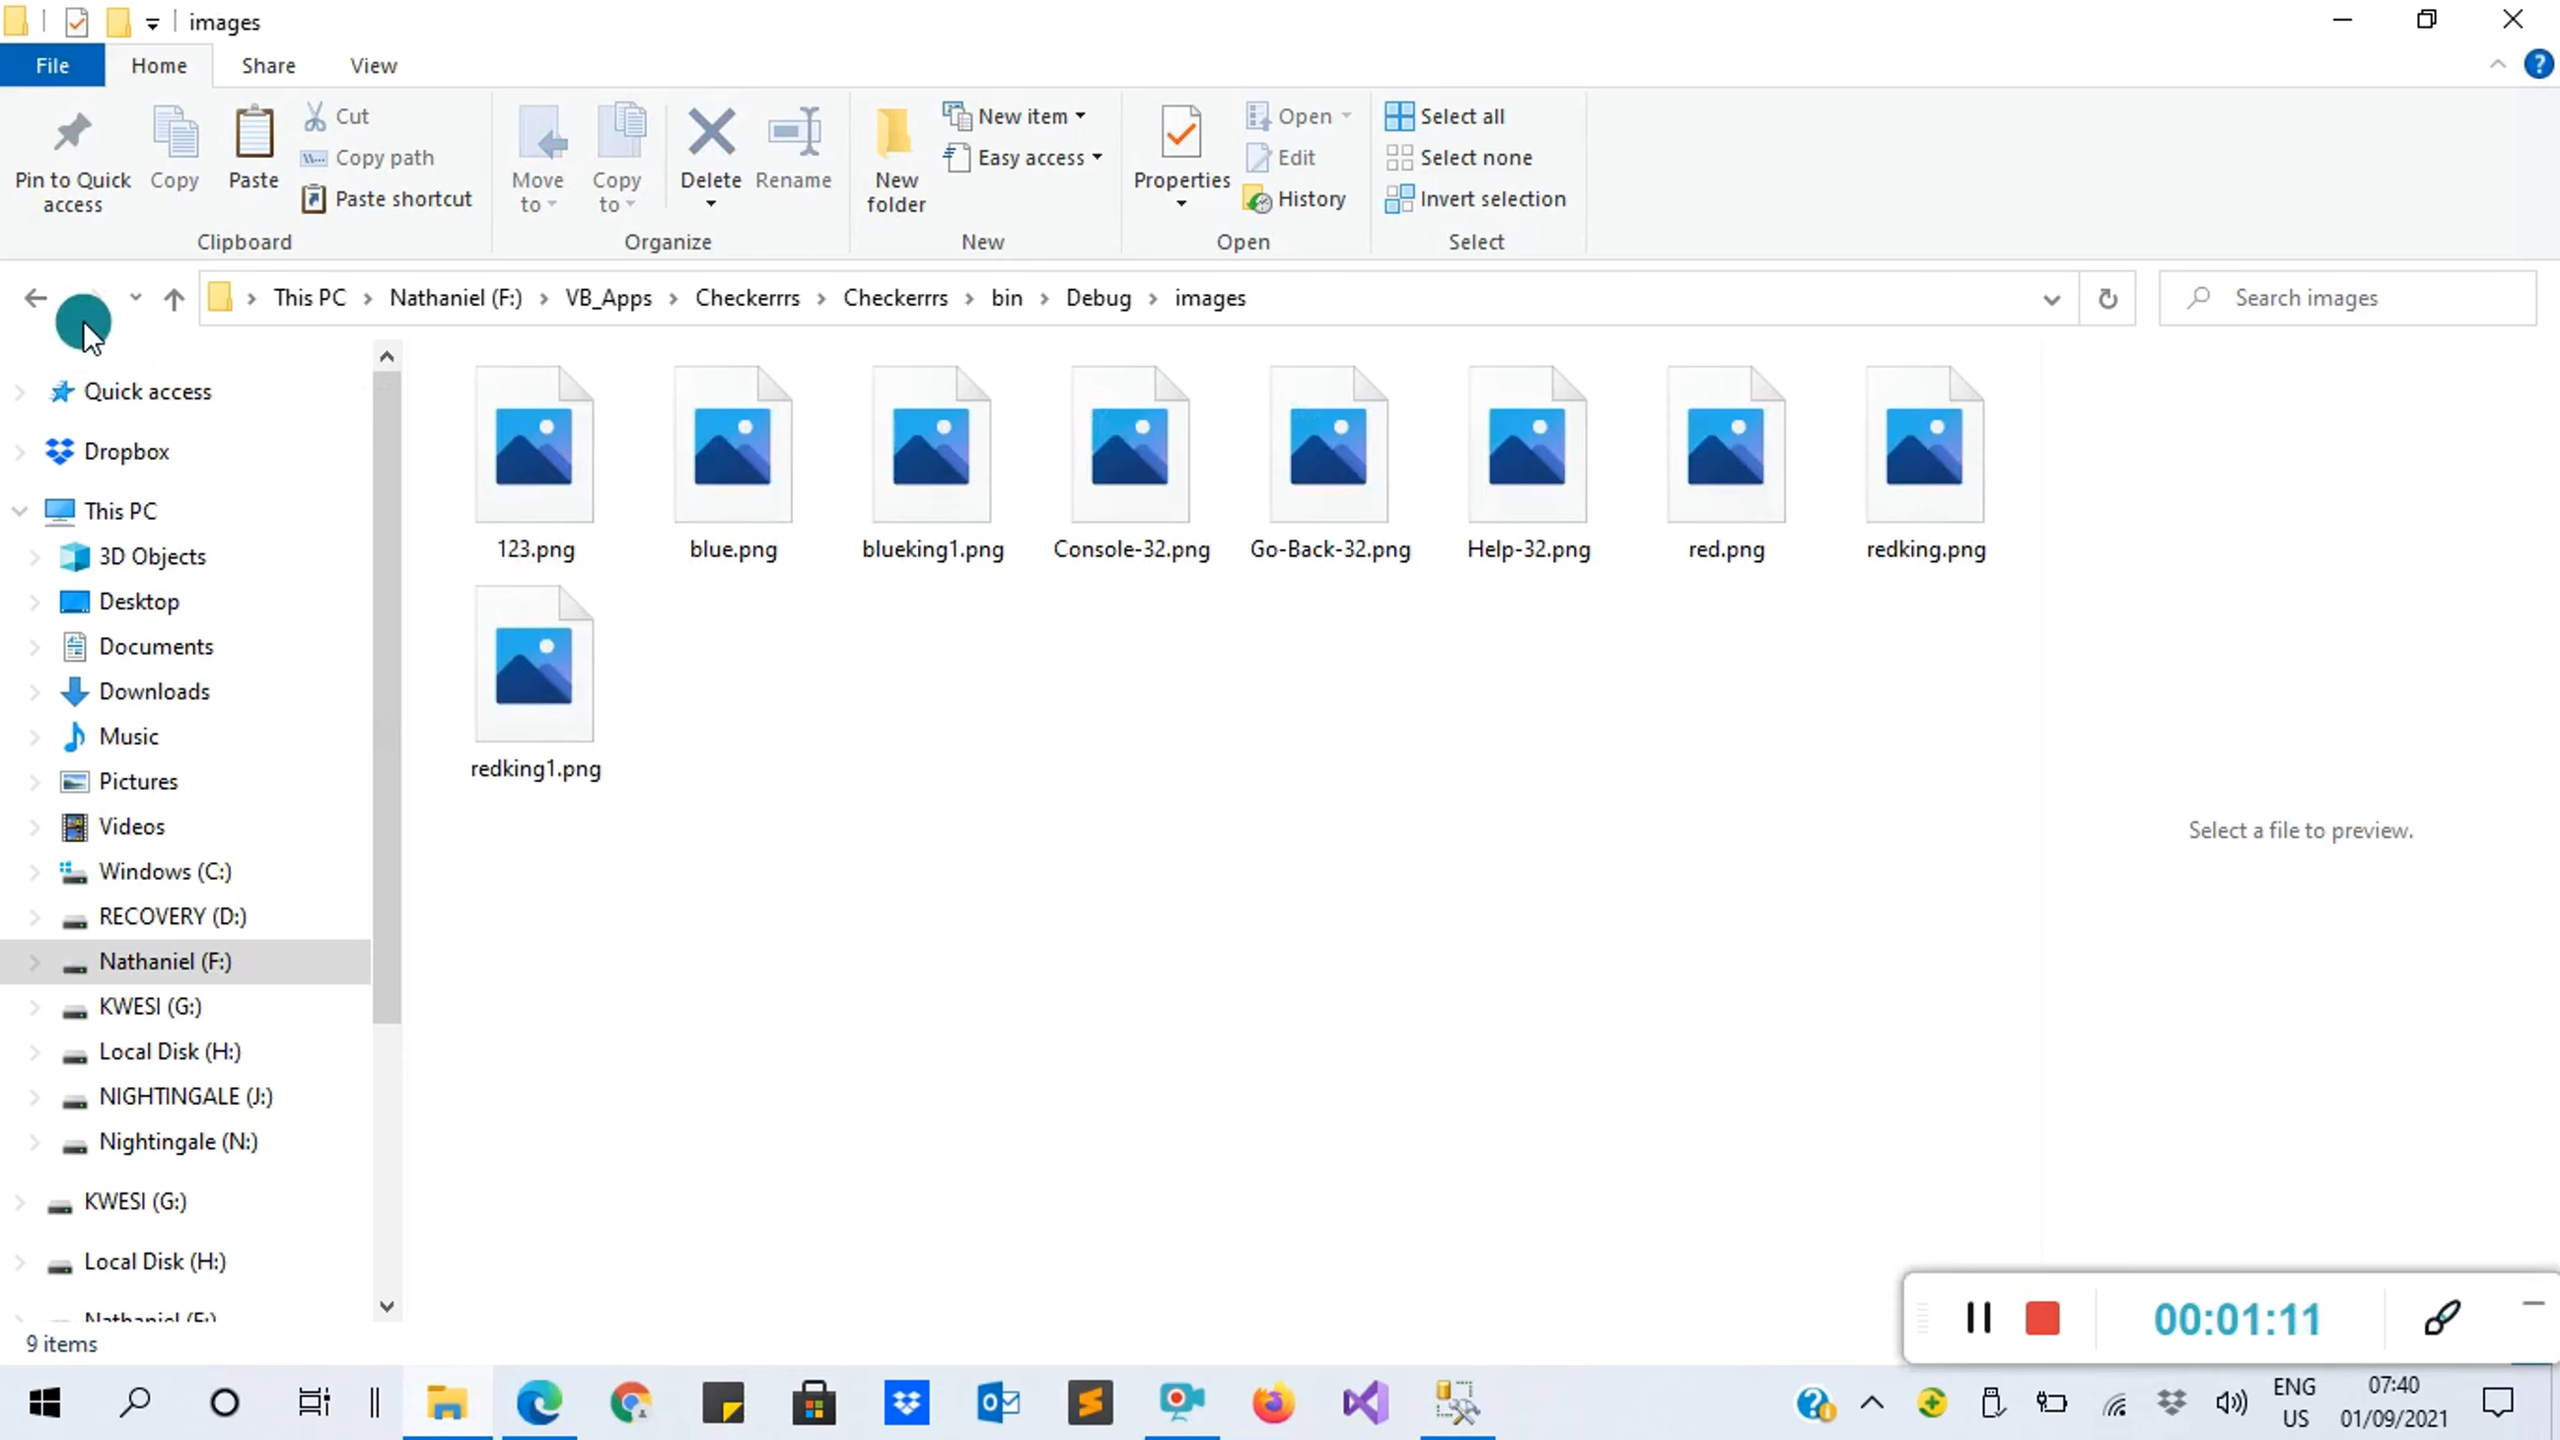 images
File Home Share View
Pin to Quick access
Copy
Paste
Cut
Copy path
Paste shortcut
Clipboard
Move to
Copy to
Delete
Rename
Organize
New folder
New item
Easy access
New
Properties
Open
Edit
History
Open
Select all
Select none
Invert selection
Select
This PC > Nathaniel (F:) > VB_Apps > Checkerrrs > Checkerrrs > bin > Debug > images
Search images
Quick access
Dropbox
This PC
3D Objects
Desktop
Documents
Downloads
Music
Pictures
Videos
Windows (C:)
RECOVERY (D:)
Nathaniel (F:)
KWESI (G:)
Local Disk (H:)
NIGHTINGALE (J:)
Nightingale (N:)
KWESI (G:)
Local Disk (H:)
Nathaniel (F:)
123.png
blue.png
blueking1.png
Console-32.png
Go-Back-32.png
Help-32.png
red.png
redking.png
redking1.png
Select a file to preview.
9 items
00:01:11
ENG
US
07:40
01/09/2021